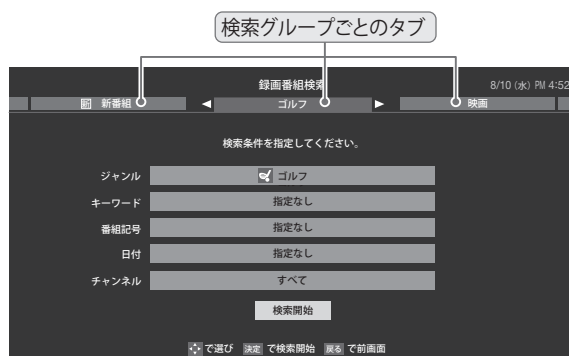 検索グループごとのタブ
録画番組検索
8/10 (水) PM 4:52
新 新番組 ゴルフ 映画
検索条件を指定してください。
ジャンル ゴルフ
キーワード 指定なし
番組記号 指定なし
日付 指定なし
チャンネル すべて
検索開始
で選び 決定 で検索開始 戻る で前画面